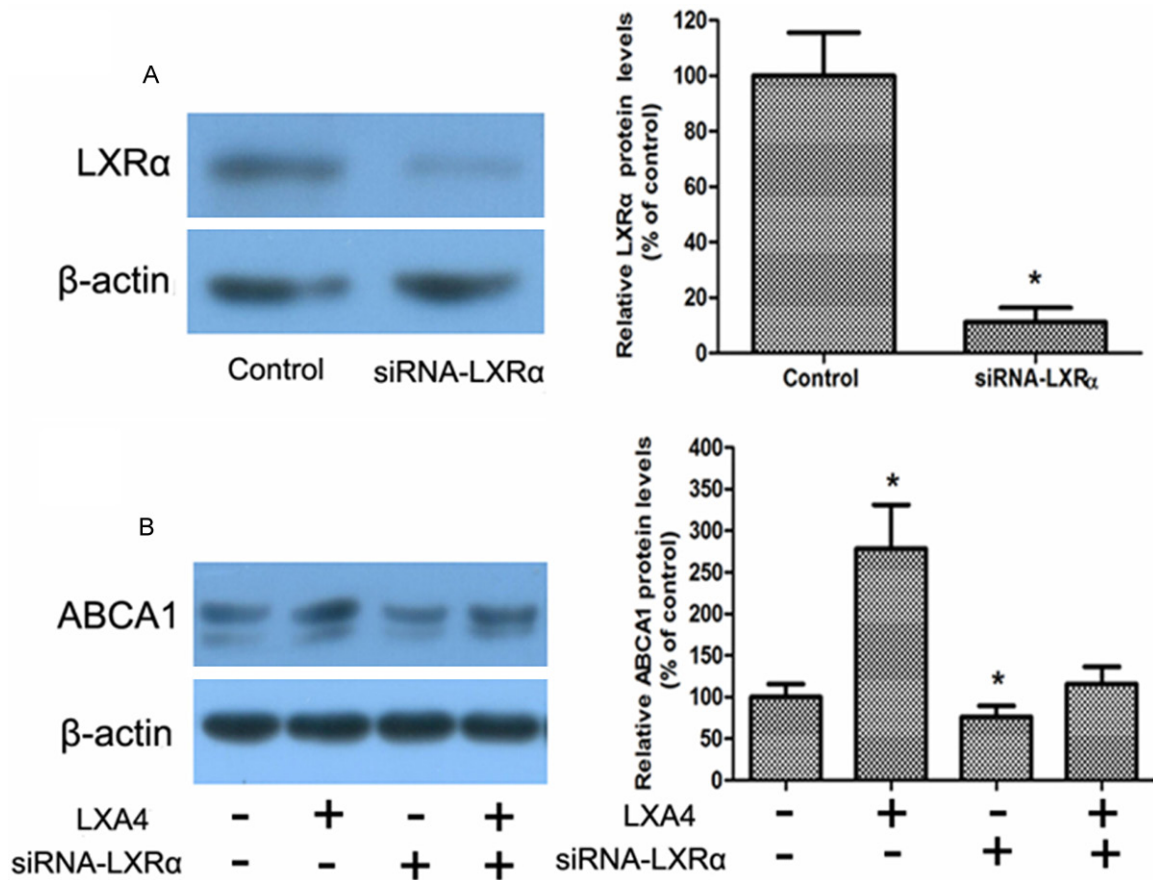 A
LXRα
β-actin
Control siRNA-LXRα
Relative LXRα protein levels
(% of control)
120
100
80
60
40
20
0
*
Control siRNA-LXRα
B
ABCA1
β-actin
LXA4 - + - +
siRNA-LXRα - - + +
Relative ABCA1 protein levels
(% of control)
400
350
300
250
200
150
100
50
0
*
*
LXA4 - + - +
siRNA-LXRα - - + +